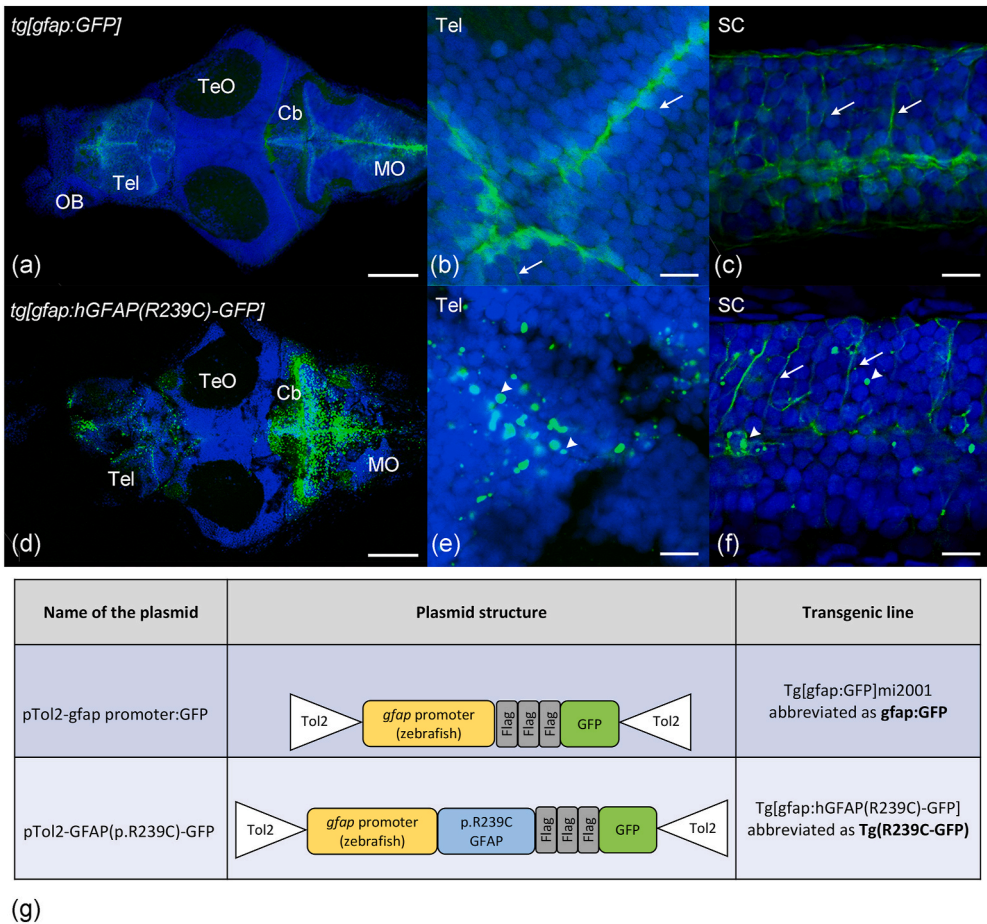 tg[gfap:GFP]
TeO
Cb
Tel
OB
MO
(a)
Tel
(b)
SC
(c)
tg[gfap:hGFAP(R239C)-GFP]
TeO
Cb
Tel
MO
(d)
Tel
(e)
SC
(f)
Name of the plasmid
Plasmid structure
Transgenic line
pTol2-gfap promoter:GFP
Tol2
gfap promoter
(zebrafish)
Flag
Flag
Flag
GFP
Tol2
Tg[gfap:GFP]mi2001
abbreviated as gfap:GFP
pTol2-GFAP(p.R239C)-GFP
Tol2
gfap promoter
(zebrafish)
p.R239C
GFAP
Flag
Flag
Flag
GFP
Tol2
Tg[gfap:hGFAP(R239C)-GFP]
abbreviated as Tg(R239C-GFP)
(g)